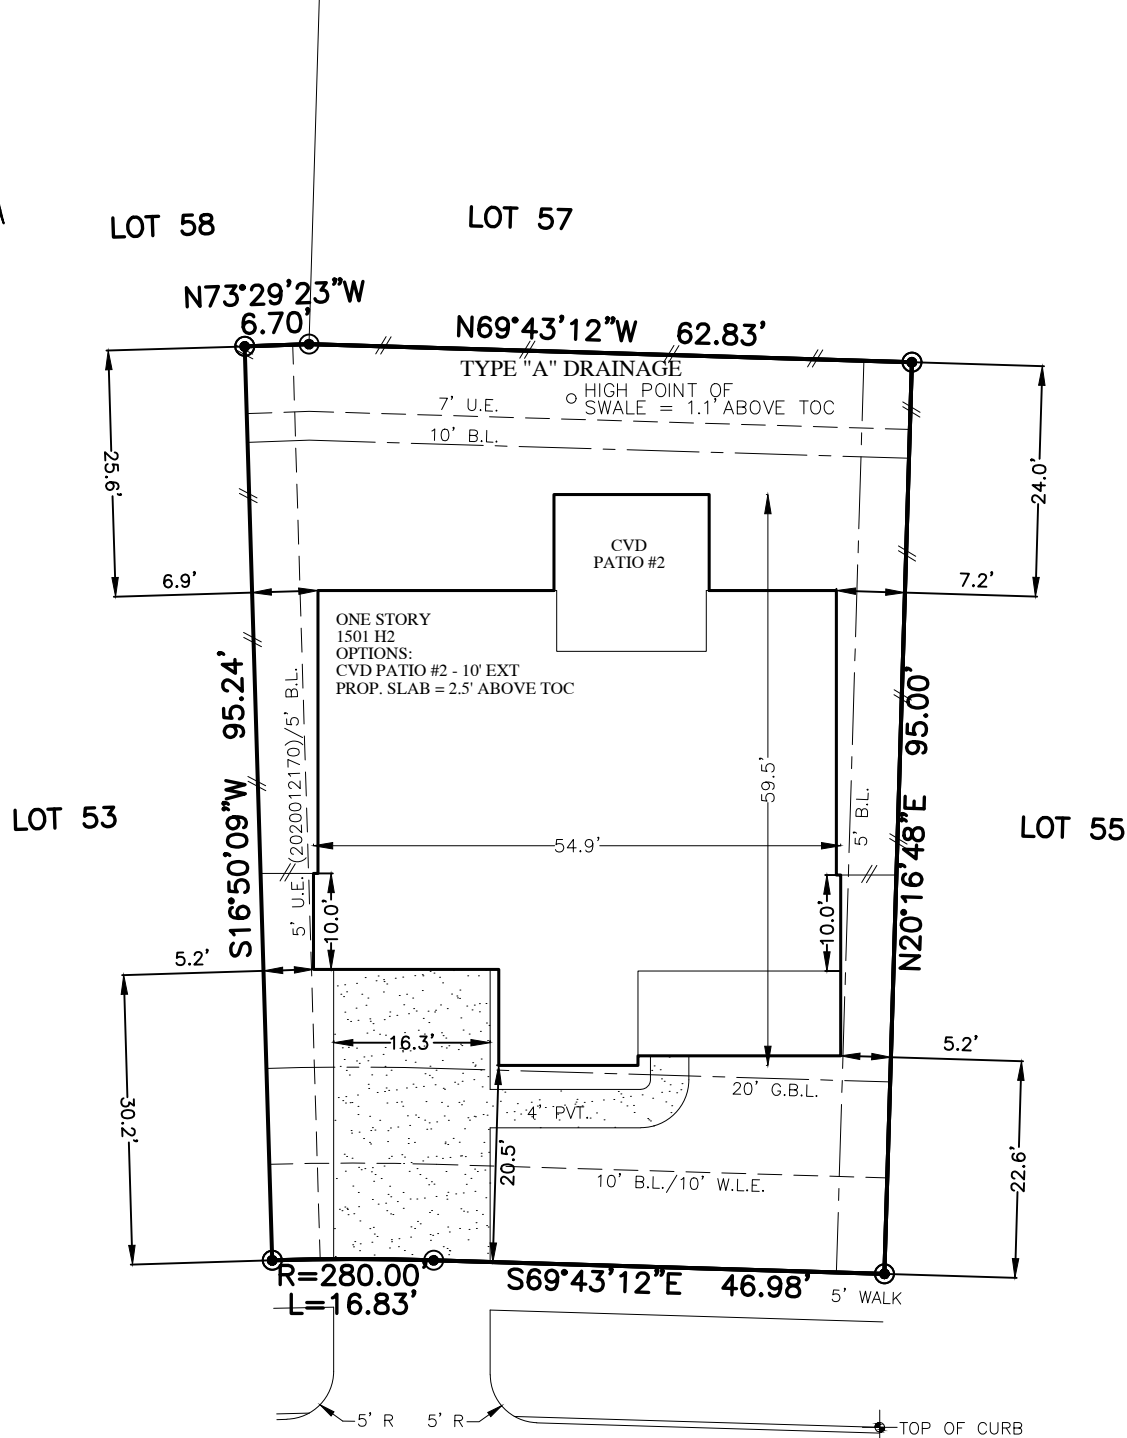 LOT 58
LOT 57
N73°29'23"W
6.70'
N69°43'12"W 62.83'
TYPE "A" DRAINAGE
HIGH POINT OF
SWALE = 1.1' ABOVE TOC
7' U.E.
10' B.L.
25.6'
24.0'
CVD
PATIO #2
6.9'
7.2'
ONE STORY
1501 H2
OPTIONS:
CVD PATIO #2 - 10' EXT
PROP. SLAB = 2.5' ABOVE TOC
S16°50'09"W 95.24'
5' U.E. (2020012170)/5' B.L.
59.5'
5' B.L.
N20°16'48"E 95.00'
LOT 53
LOT 55
54.9'
10.0'
10.0'
5.2'
5.2'
16.3'
20' G.B.L.
4' PVT.
30.2'
20.5'
22.6'
10' B.L./10' W.L.E.
R=280.00'
L=16.83'
S69°43'12"E 46.98'
5' WALK
5' R
5' R
TOP OF CURB